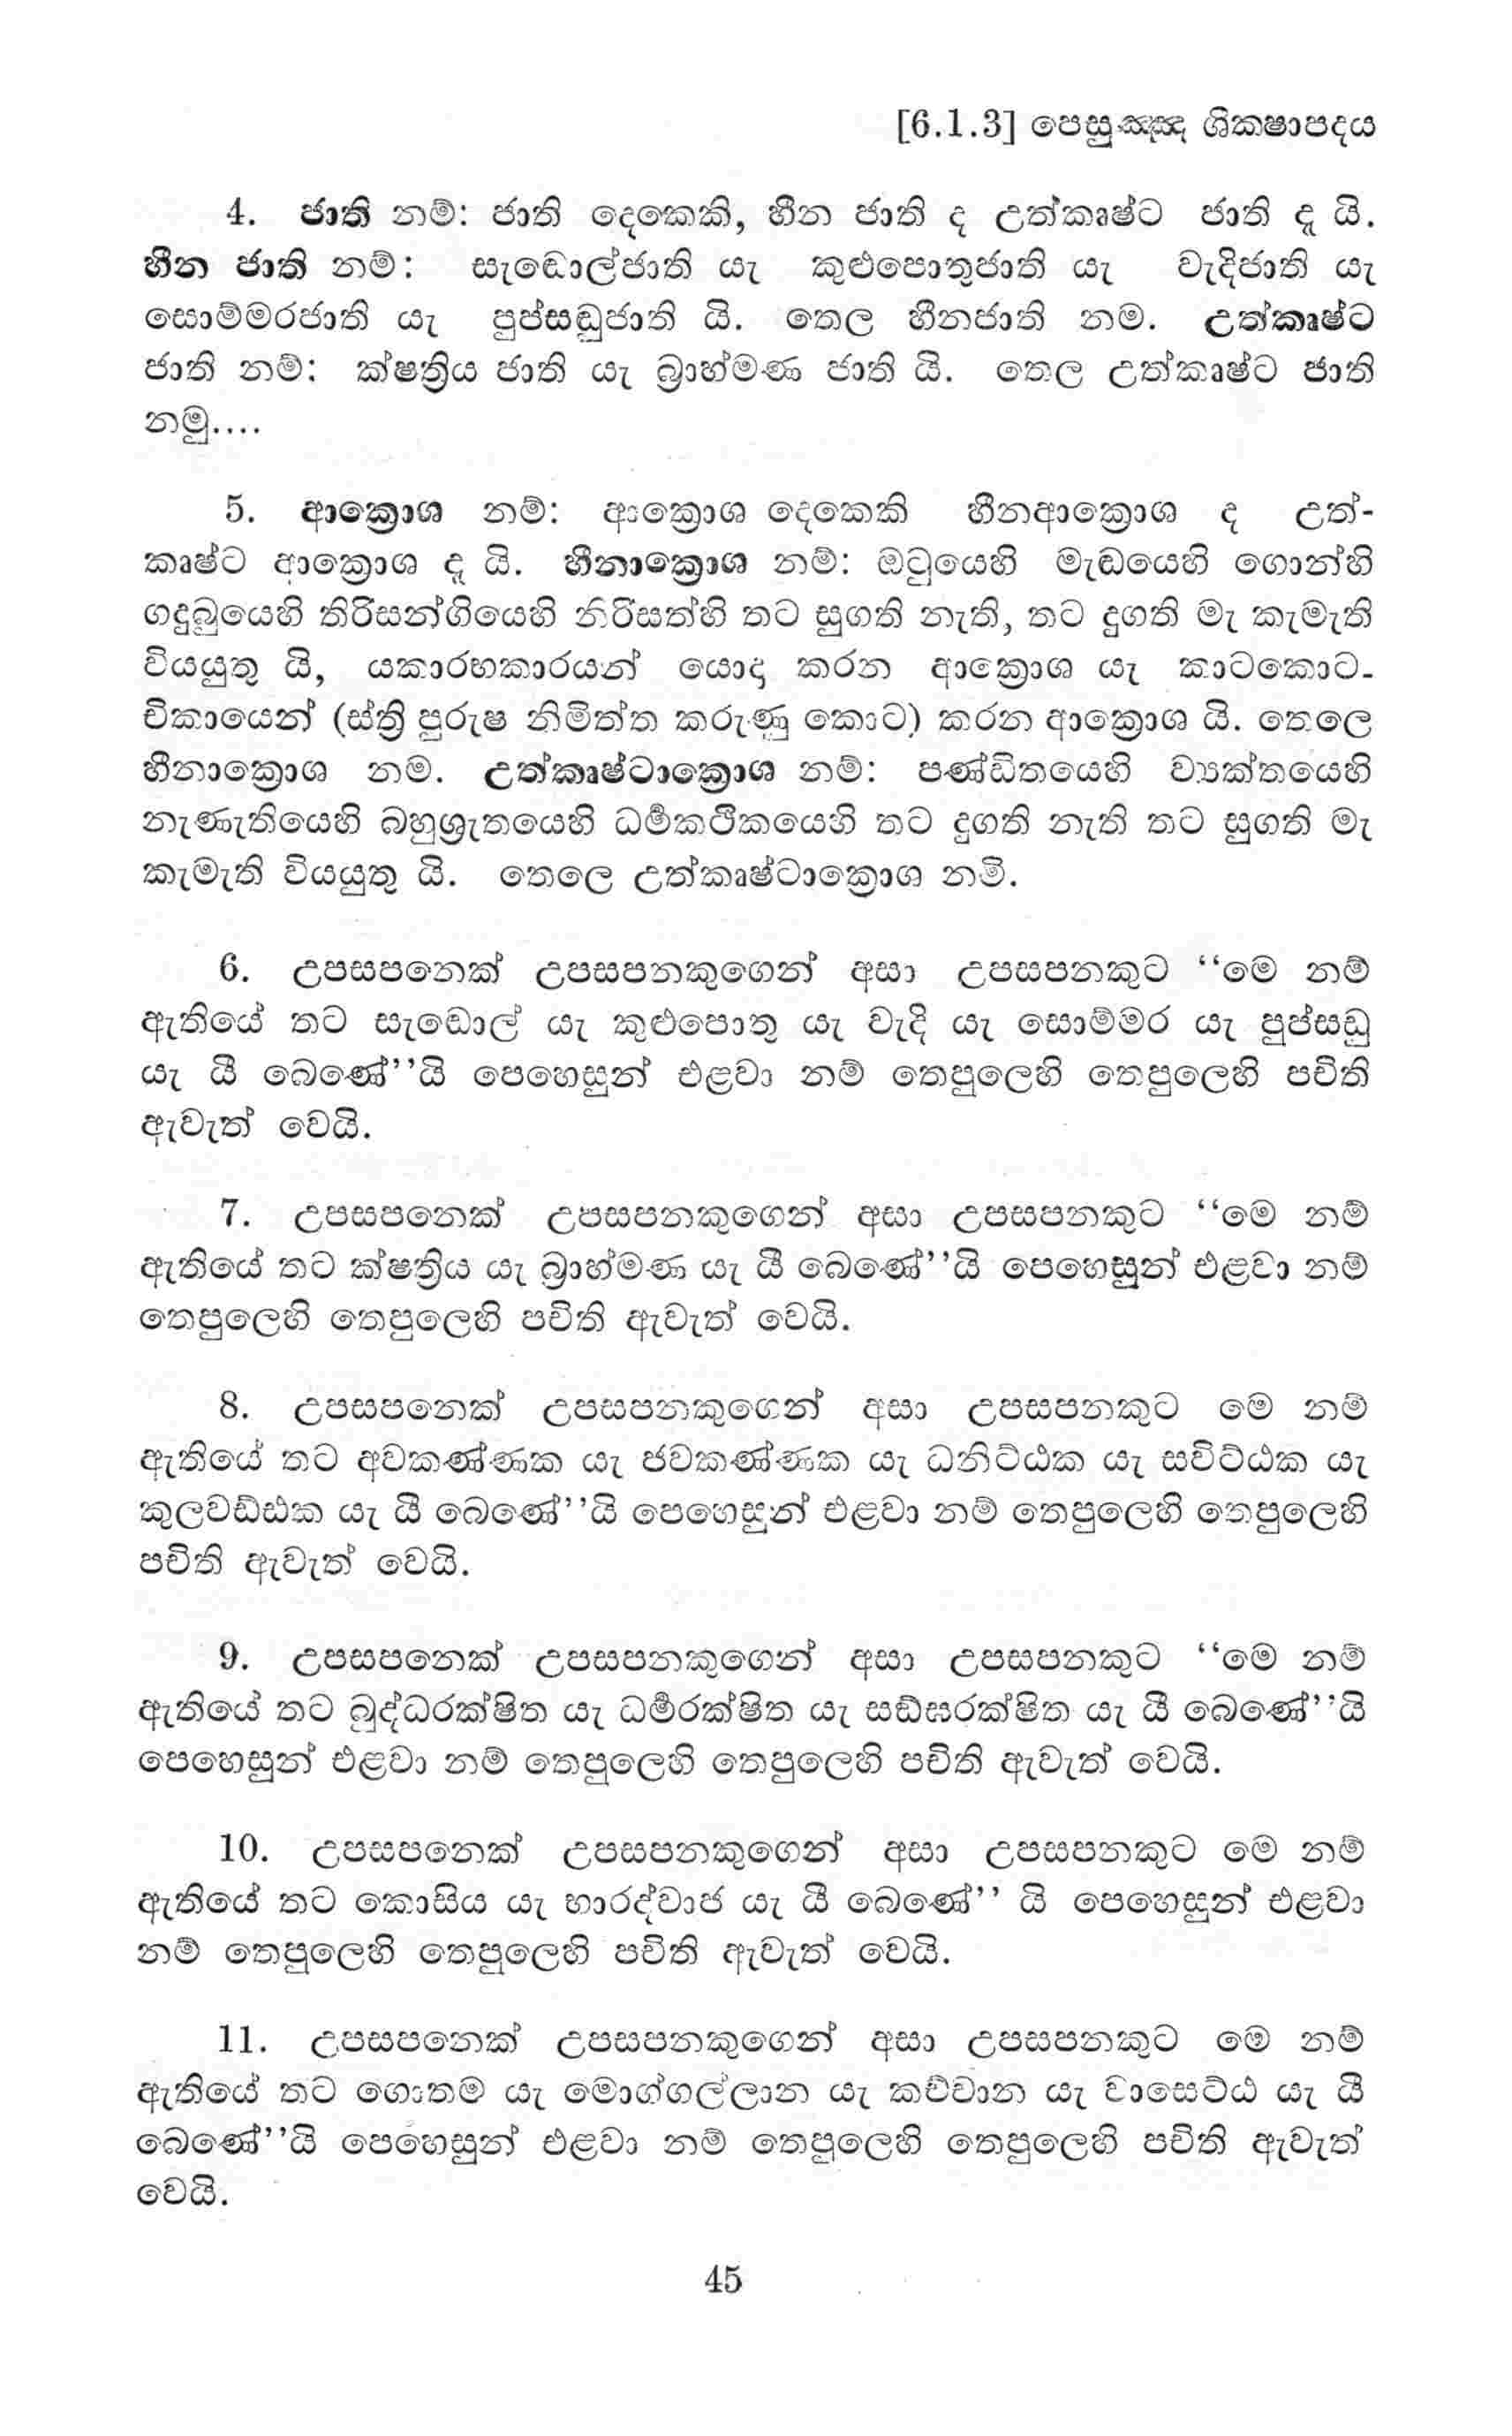 [6.1.3] පෙසුඤ්ඤ ශික්ෂාපදය
4. ජාති නම්: ජාති දෙකෙකි, හීන ජාති ද උත්කෘෂ්ට ජාති ද යි.
හීන ජාති නම්: සැඬොල්ජාති යැ කුළුපොතුජාති යැ වැදිජාති යැ
සොම්මරජාති යැ පුප්සඬුජාති යි. තෙල හීනජාති නම. උත්කෘෂ්ට
ජාති නම්: ක්ෂත්‍රිය ජාති යැ බ්‍රාහ්මණ ජාති යි. තෙල උත්කෘෂ්ට ජාති
නමු....
5. ආක්‍රොශ නම්: ආක්‍රොශ දෙකෙකි හීනආක්‍රොශ ද උත්-
කෘෂ්ට ආක්‍රොශ ද යි. හීනාක්‍රොශ නම්: ඔටුයෙහි මැඬයෙහි ගොන්හි
ගදුබුයෙහි තිරිසන්ගියෙහි නිරිසත්හි තට සුගති නැති, තට දුගති මැ කැමැති
වියයුතු යි, යකාරභකාරයන් යොදා කරන ආක්‍රොශ යැ කාටකොට-
චිකායෙන් (ස්ත්‍රි පුරුෂ නිමිත්ත කරුණු කොට) කරන ආක්‍රොශ යි. තෙලෙ
හීනාක්‍රොශ නම. උත්කෘෂ්ටාක්‍රොශ නම්: පණ්ඩිතයෙහි ව්‍යක්තයෙහි
නැණැතියෙහි බහුශ්‍රැතයෙහි ධර්‍මකථිකයෙහි තට දුගති නැති තට සුගති මැ
කැමැති වියයුතු යි. තෙලෙ උත්කෘෂ්ටාක්‍රොශ නමි.
6. උපසපනෙක් උපසපනකුගෙන් අසා උපසපනකුට “මෙ නම්
ඇතියේ තට සැඬොල් යැ කුළුපොතු යැ වැදි යැ සොම්මර යැ පුප්සඬු
යැ යී බෙණේ”යි පෙහෙසුන් එළවා නම් තෙපුලෙහි තෙපුලෙහි පචිති
ඇවැත් වෙයි.
7. උපසපනෙක් උපසපනකුගෙන් අසා උපසපනකුට “මෙ නම්
ඇතියේ තට ක්ෂත්‍රිය යැ බ්‍රාහ්මණ යැ යී බෙණේ”යි පෙහෙසුන් එළවා නම්
තෙපුලෙහි තෙපුලෙහි පචිති ඇවැත් වෙයි.
8. උපසපනෙක් උපසපනකුගෙන් අසා උපසපනකුට මෙ නම්
ඇතියේ තට අවකණ්ණක යැ ජවකණ්ණක යැ ධනිට්ඨක යැ සවිට්ඨක යැ
කුලවඩ්ඪක යැ යී බෙණේ”යි පෙහෙසුන් එළවා නම් තෙපුලෙහි තෙපුලෙහි
පචිති ඇවැත් වෙයි.
9. උපසපනෙක් උපසපනකුගෙන් අසා උපසපනකුට “මෙ නම්
ඇතියේ තට බුද්ධරක්ෂිත යැ ධර්‍මරක්ෂිත යැ සඞ්ඝරක්ෂිත යැ යී බෙණේ”යි
පෙහෙසුන් එළවා නම් තෙපුලෙහි තෙපුලෙහි පචිති ඇවැත් වෙයි.
10. උපසපනෙක් උපසපනකුගෙන් අසා උපසපනකුට මෙ නම්
ඇතියේ තට කොසිය යැ භාරද්වාජ යැ යී බෙණේ” යි පෙහෙසුන් එළවා
නම් තෙපුලෙහි තෙපුලෙහි පචිති ඇවැත් වෙයි.
11. උපසපනෙක් උපසපනකුගෙන් අසා උපසපනකුට මෙ නම්
ඇතියේ තට ගොතම යැ මොග්ගල්ලාන යැ කච්චාන යැ වාසෙට්ඨ යැ යී
බෙණේ”යි පෙහෙසුන් එළවා නම් තෙපුලෙහි තෙපුලෙහි පචිති ඇවැත්
වෙයි.
45